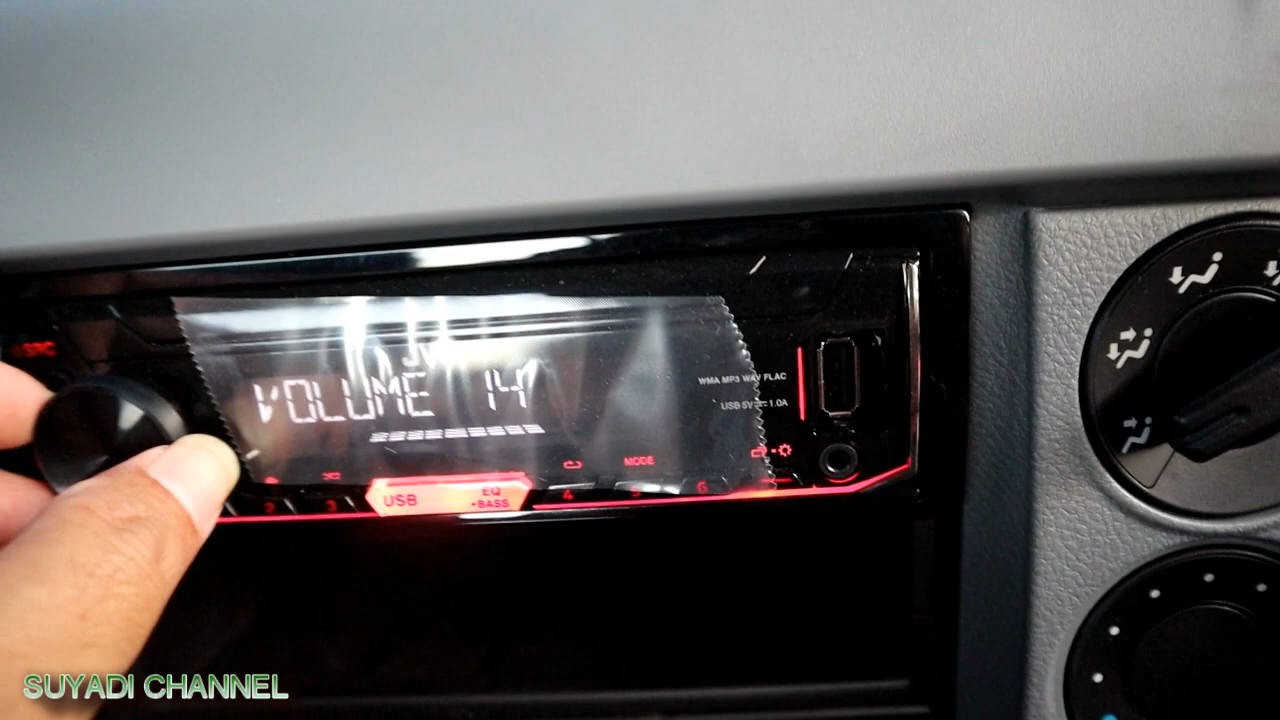 SRC
JVC
VOLUME 14
WMA MP3 WAV FLAC
USB 5V⎓1.0A
MODE
2 3 4 5 6
USB
EQ
+BASS
SUYADI CHANNEL